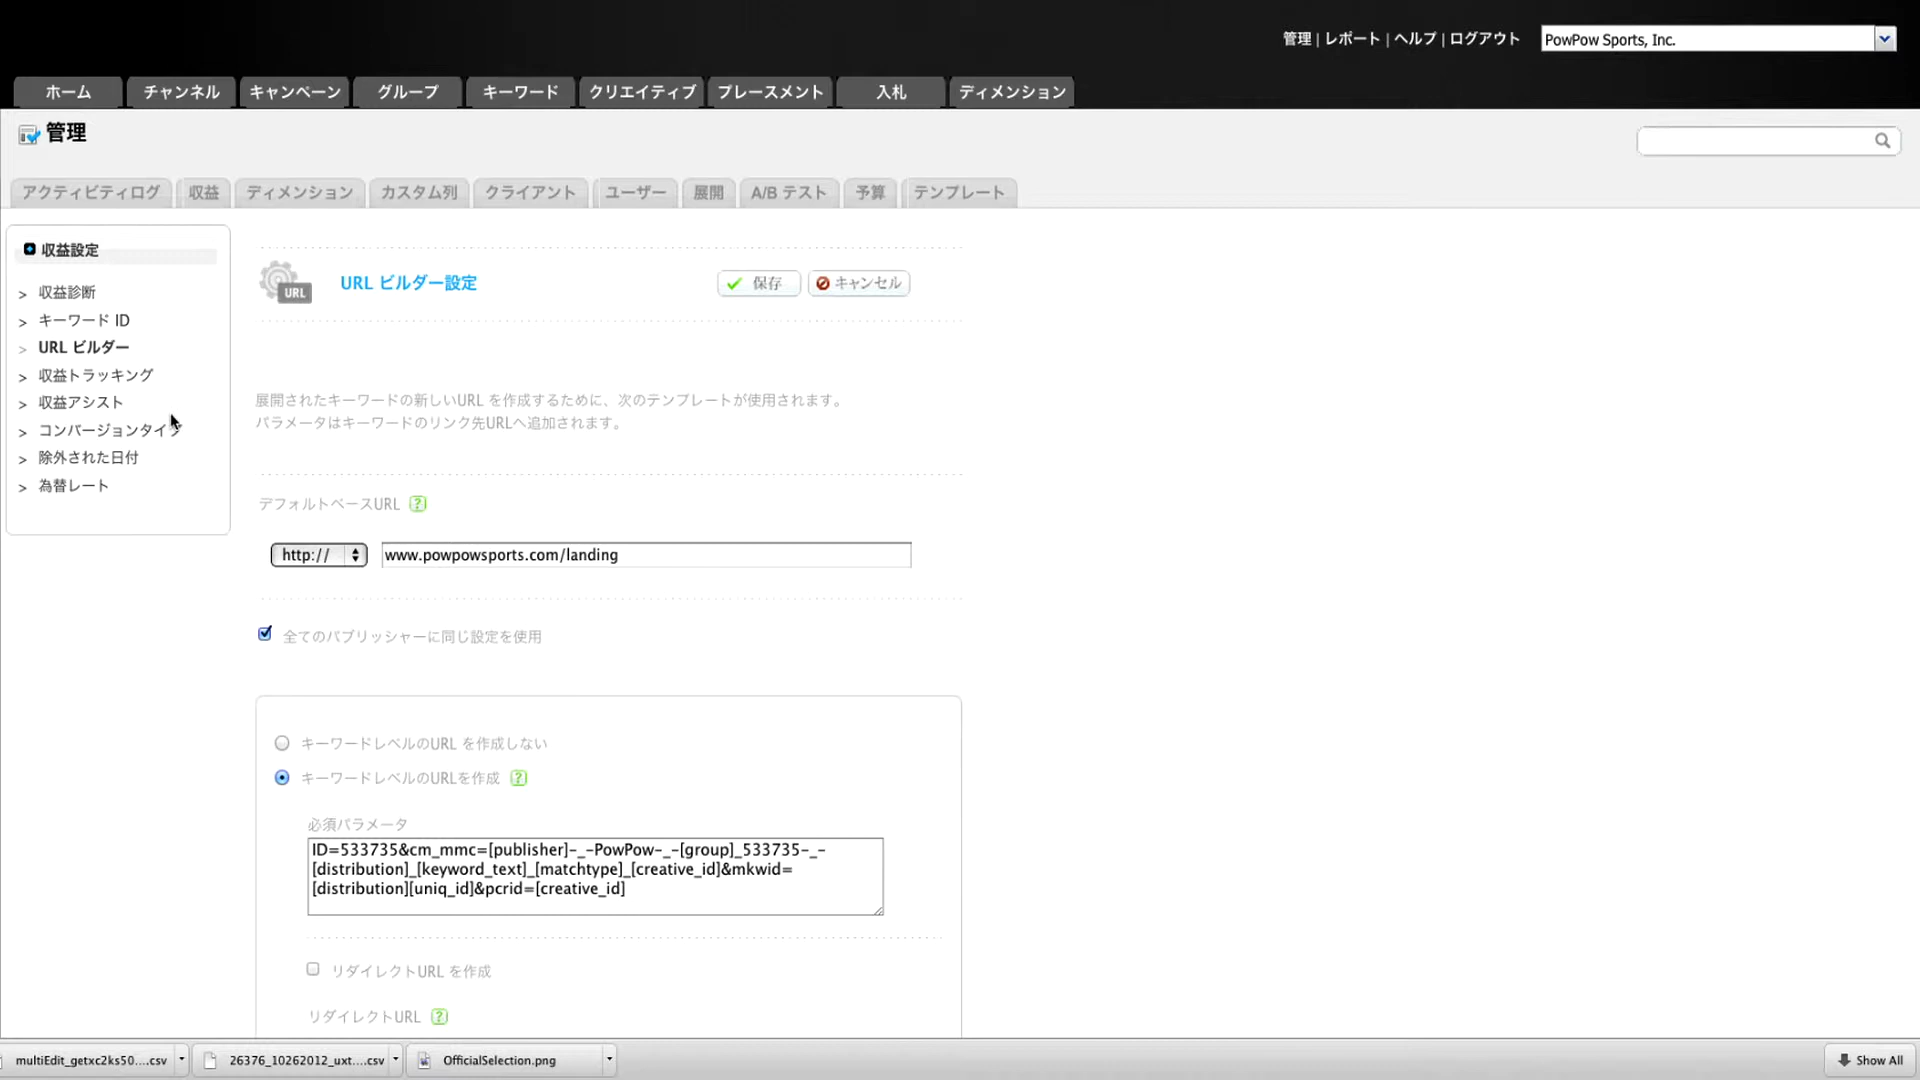 管理 | レポート | ヘルプ | ログアウト
PowPow Sports, Inc.
ホーム
チャンネル
キャンペーン
グループ
キーワード
クリエイティブ
プレースメント
入札
ディメンション
管理
アクティビティログ
収益
ディメンション
カスタム列
クライアント
ユーザー
展開
A/B テスト
予算
テンプレート
収益設定
> 収益診断
> キーワード ID
> URL ビルダー
> 収益トラッキング
> 収益アシスト
> コンバージョンタイプ
> 除外された日付
> 為替レート
URL
URL ビルダー設定
保存
キャンセル
展開されたキーワードの新しいURL を作成するために、次のテンプレートが使用されます。
パラメータはキーワードのリンク先URLへ追加されます。
デフォルトベースURL ?
http://
www.powpowsports.com/landing
全てのパブリッシャーに同じ設定を使用
キーワードレベルのURL を作成しない
キーワードレベルのURLを作成 ?
必須パラメータ
ID=533735&cm_mmc=[publisher]-_-PowPow-_-[group]_533735-_-
[distribution]_[keyword_text]_[matchtype]_[creative_id]&mkwid=
[distribution][uniq_id]&pcrid=[creative_id]
リダイレクトURL を作成
リダイレクトURL ?
multiEdit_getxc2ks50....csv
26376_10262012_uxt....csv
OfficialSelection.png
Show All